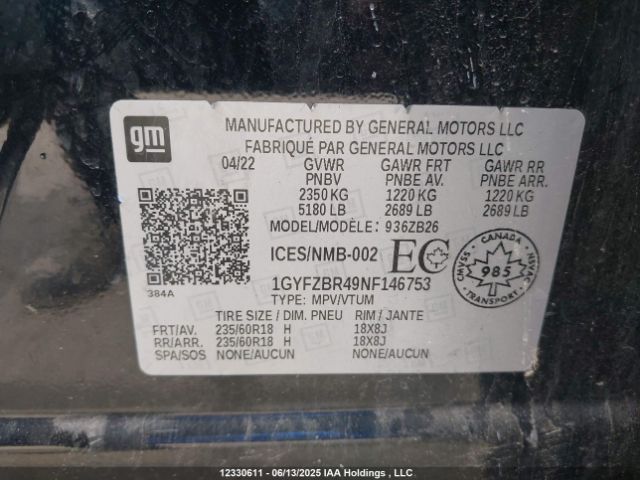 gm
MANUFACTURED BY GENERAL MOTORS LLC
FABRIQUÉ PAR GENERAL MOTORS LLC
04/22 GVWR GAWR FRT GAWR RR
PNBV PNBE AV. PNBE ARR.
2350 KG 1220 KG 1220 KG
5180 LB 2689 LB 2689 LB
MODEL/MODÈLE: 936ZB26
ICES/NMB-002 EC
CMVSS NSVAC 985 TRANSPORT
384A
1GYFZBR49NF146753
TYPE: MPV/VTUM
TIRE SIZE / DIM. PNEU RIM / JANTE
FRT/AV. 235/60R18 H 18X8J
RR/ARR. 235/60R18 H 18X8J
SPA/SOS NONE/AUCUN NONE/AUCUN
12330611 - 06/13/2025 IAA Holdings , LLC